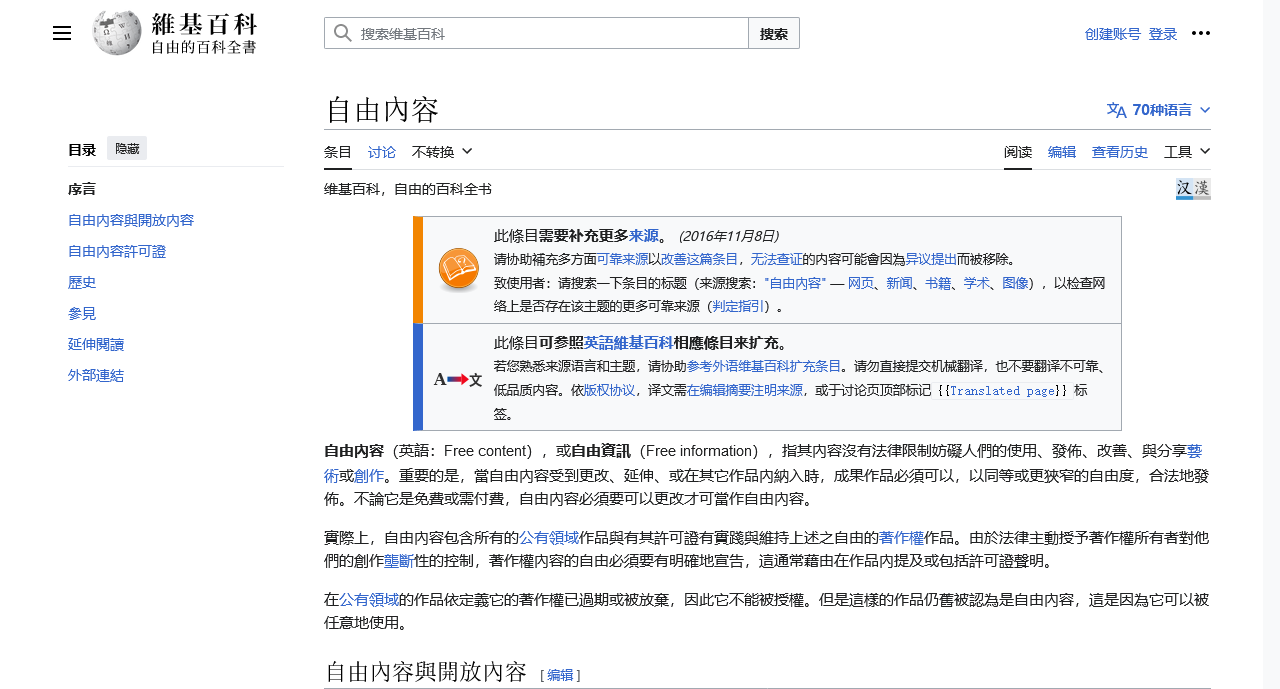 維基百科
自由的百科全書
搜索维基百科
搜索
创建账号 登录
自由內容
70种语言
目录 隐藏
条目 讨论 不转换
阅读 编辑 查看历史 工具
序言
自由內容與開放內容
自由內容許可證
歷史
參見
延伸閱讀
外部連結
维基百科，自由的百科全书
汉 漢
此條目需要补充更多来源。 (2016年11月8日)
请协助補充多方面可靠来源以改善这篇条目，无法查证的内容可能會因為异议提出而被移除。
致使用者：请搜索一下条目的标题（来源搜索："自由內容" — 网页、新闻、书籍、学术、图像），以检查网
络上是否存在该主题的更多可靠来源（判定指引）。
A 文
此條目可参照英語維基百科相應條目来扩充。
若您熟悉来源语言和主题，请协助参考外语维基百科扩充条目。请勿直接提交机械翻译，也不要翻译不可靠、
低品质内容。依版权协议，译文需在编辑摘要注明来源，或于讨论页顶部标记{{Translated page}}标
签。
自由內容（英語：Free content），或自由資訊（Free information），指其內容沒有法律限制妨礙人們的使用、發佈、改善、與分享藝
術或創作。重要的是，當自由內容受到更改、延伸、或在其它作品内納入時，成果作品必須可以，以同等或更狹窄的自由度，合法地發
佈。不論它是免費或需付費，自由內容必須要可以更改才可當作自由内容。
實際上，自由內容包含所有的公有領域作品與有其許可證有實踐與維持上述之自由的著作權作品。由於法律主動授予著作權所有者對他
們的創作壟斷性的控制，著作權內容的自由必須要有明確地宣告，這通常藉由在作品内提及或包括許可證聲明。
在公有領域的作品依定義它的著作權已過期或被放棄，因此它不能被授權。但是這樣的作品仍舊被認為是自由內容，這是因為它可以被
任意地使用。
自由內容與開放內容 [ 编辑 ]